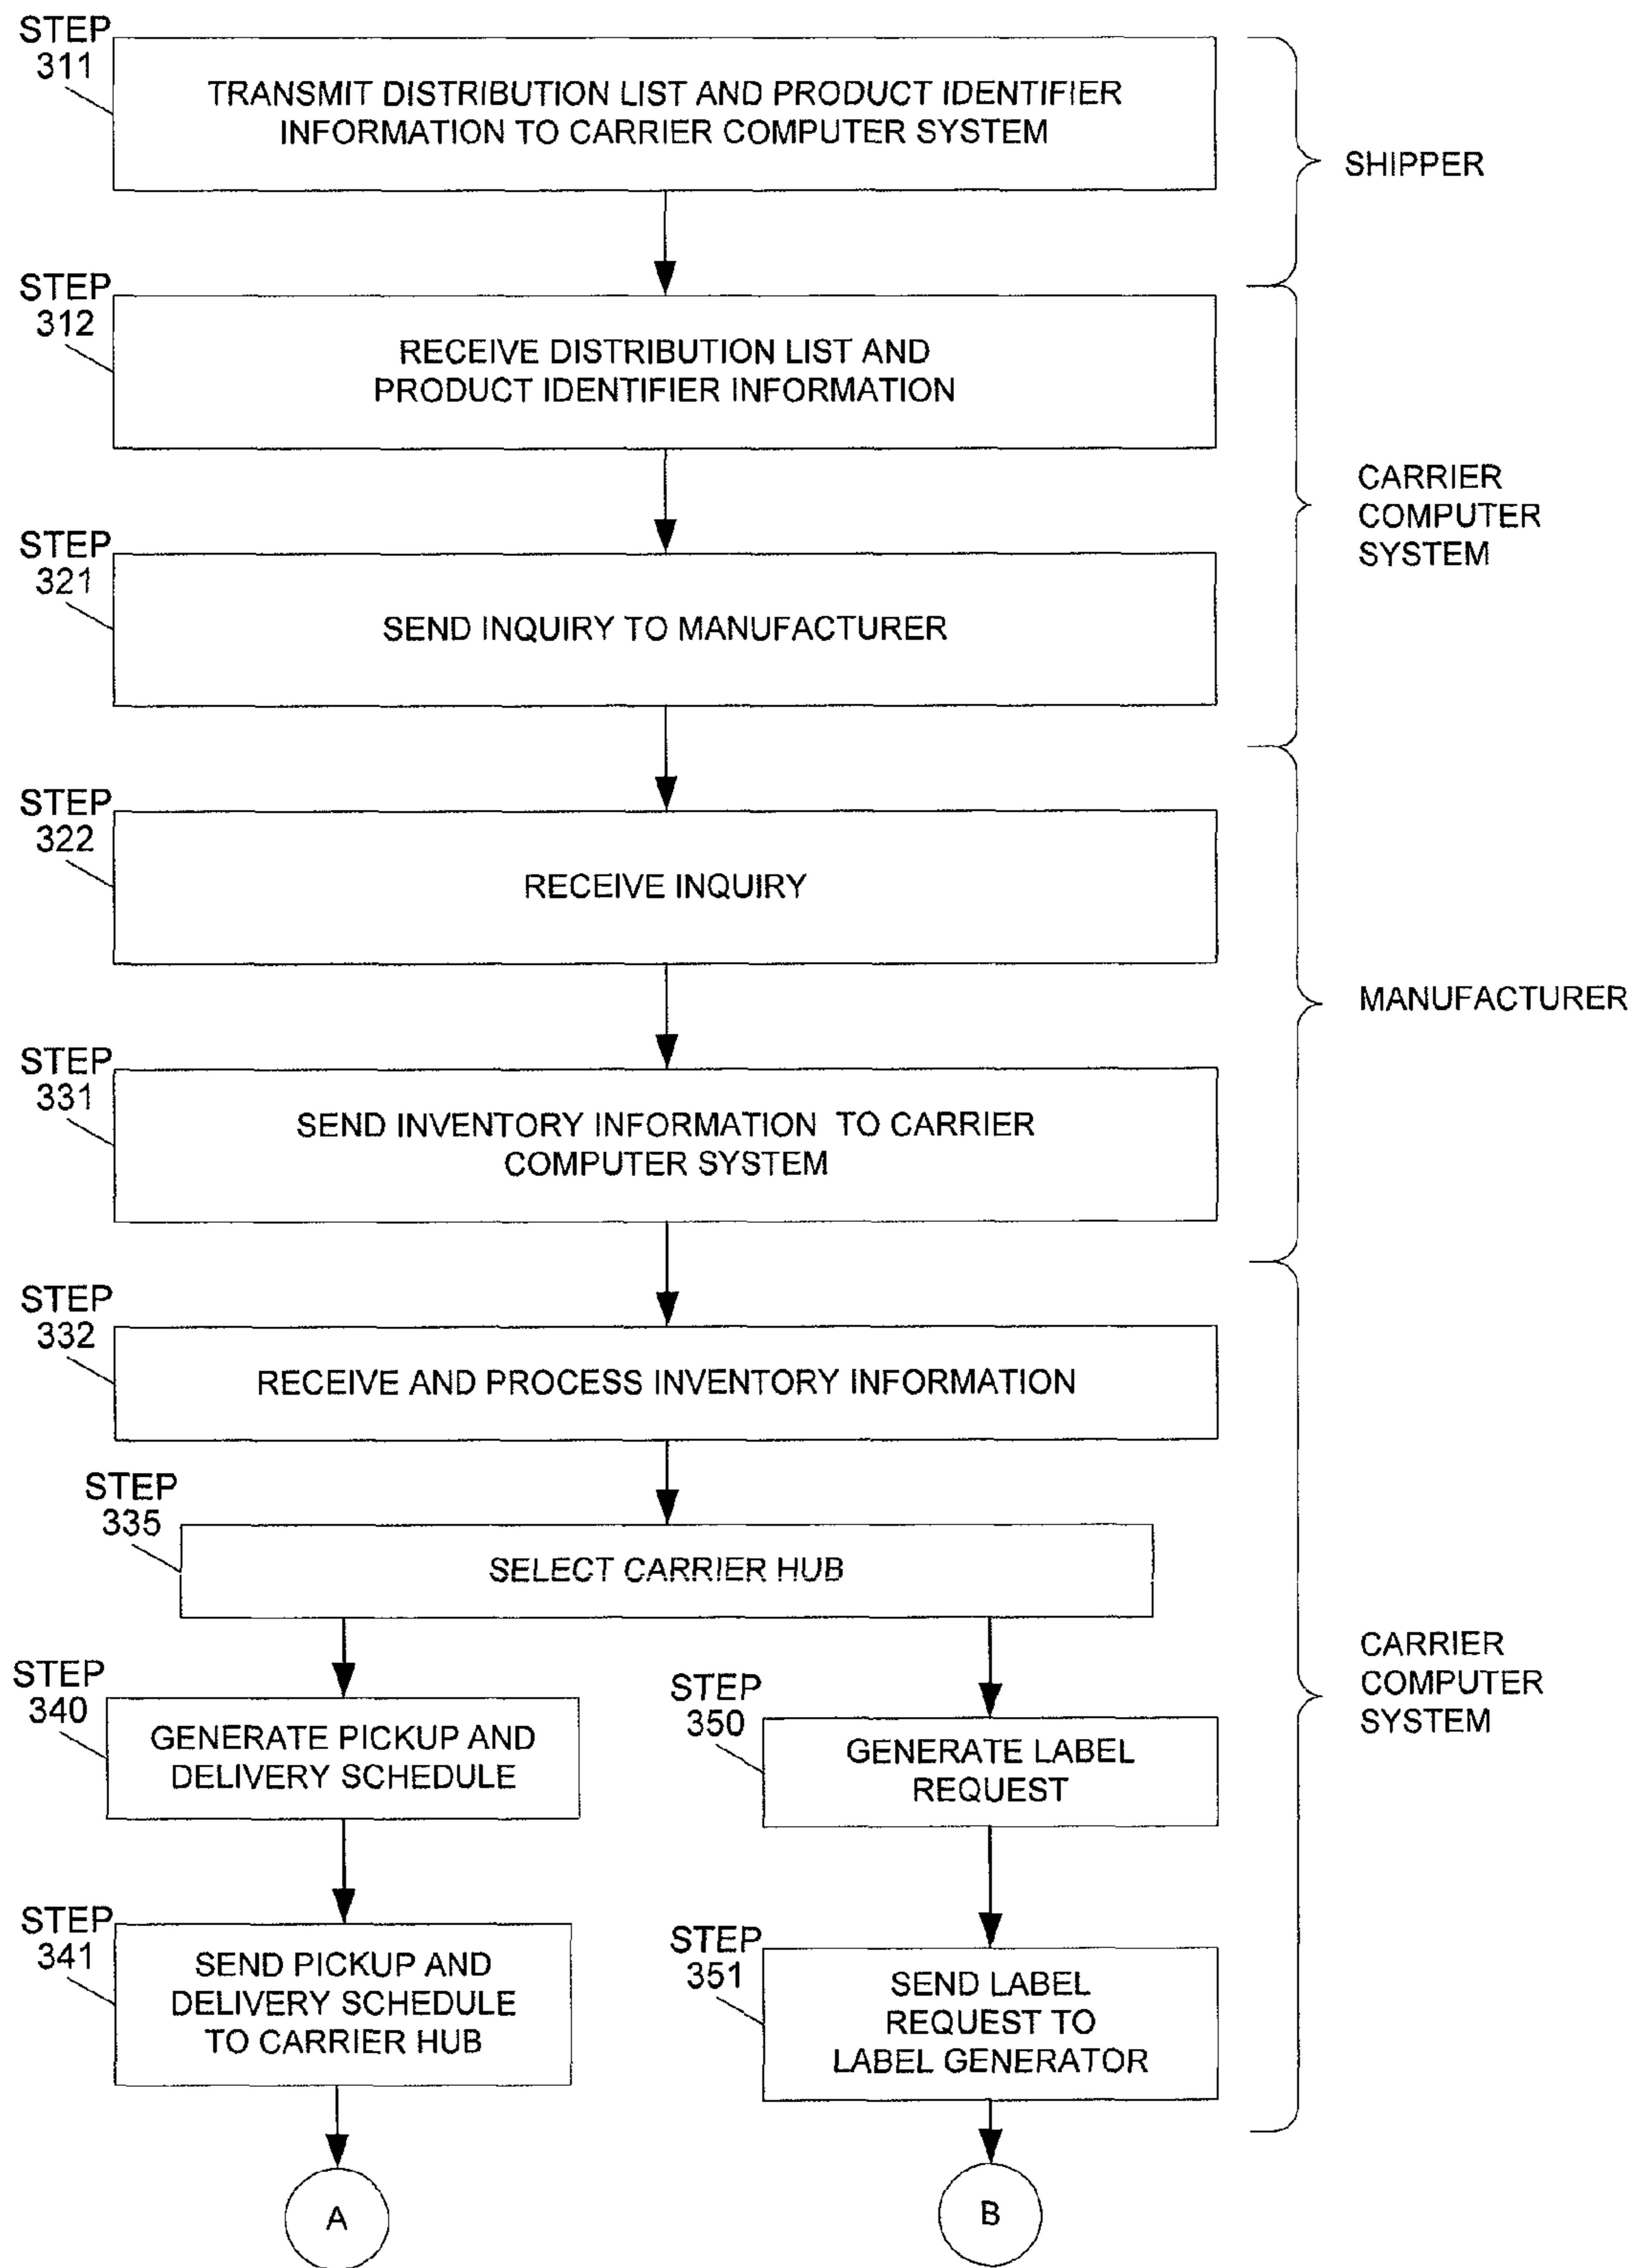 STEP
311
TRANSMIT DISTRIBUTION LIST AND PRODUCT IDENTIFIER
INFORMATION TO CARRIER COMPUTER SYSTEM
SHIPPER
STEP
312
RECEIVE DISTRIBUTION LIST AND
PRODUCT IDENTIFIER INFORMATION
CARRIER
COMPUTER
SYSTEM
STEP
321
SEND INQUIRY TO MANUFACTURER
STEP
322
RECEIVE INQUIRY
MANUFACTURER
STEP
331
SEND INVENTORY INFORMATION TO CARRIER
COMPUTER SYSTEM
STEP
332
RECEIVE AND PROCESS INVENTORY INFORMATION
STEP
335
SELECT CARRIER HUB
CARRIER
COMPUTER
SYSTEM
STEP
340
GENERATE PICKUP AND
DELIVERY SCHEDULE
STEP
350
GENERATE LABEL
REQUEST
STEP
341
SEND PICKUP AND
DELIVERY SCHEDULE
TO CARRIER HUB
STEP
351
SEND LABEL
REQUEST TO
LABEL GENERATOR
A
B